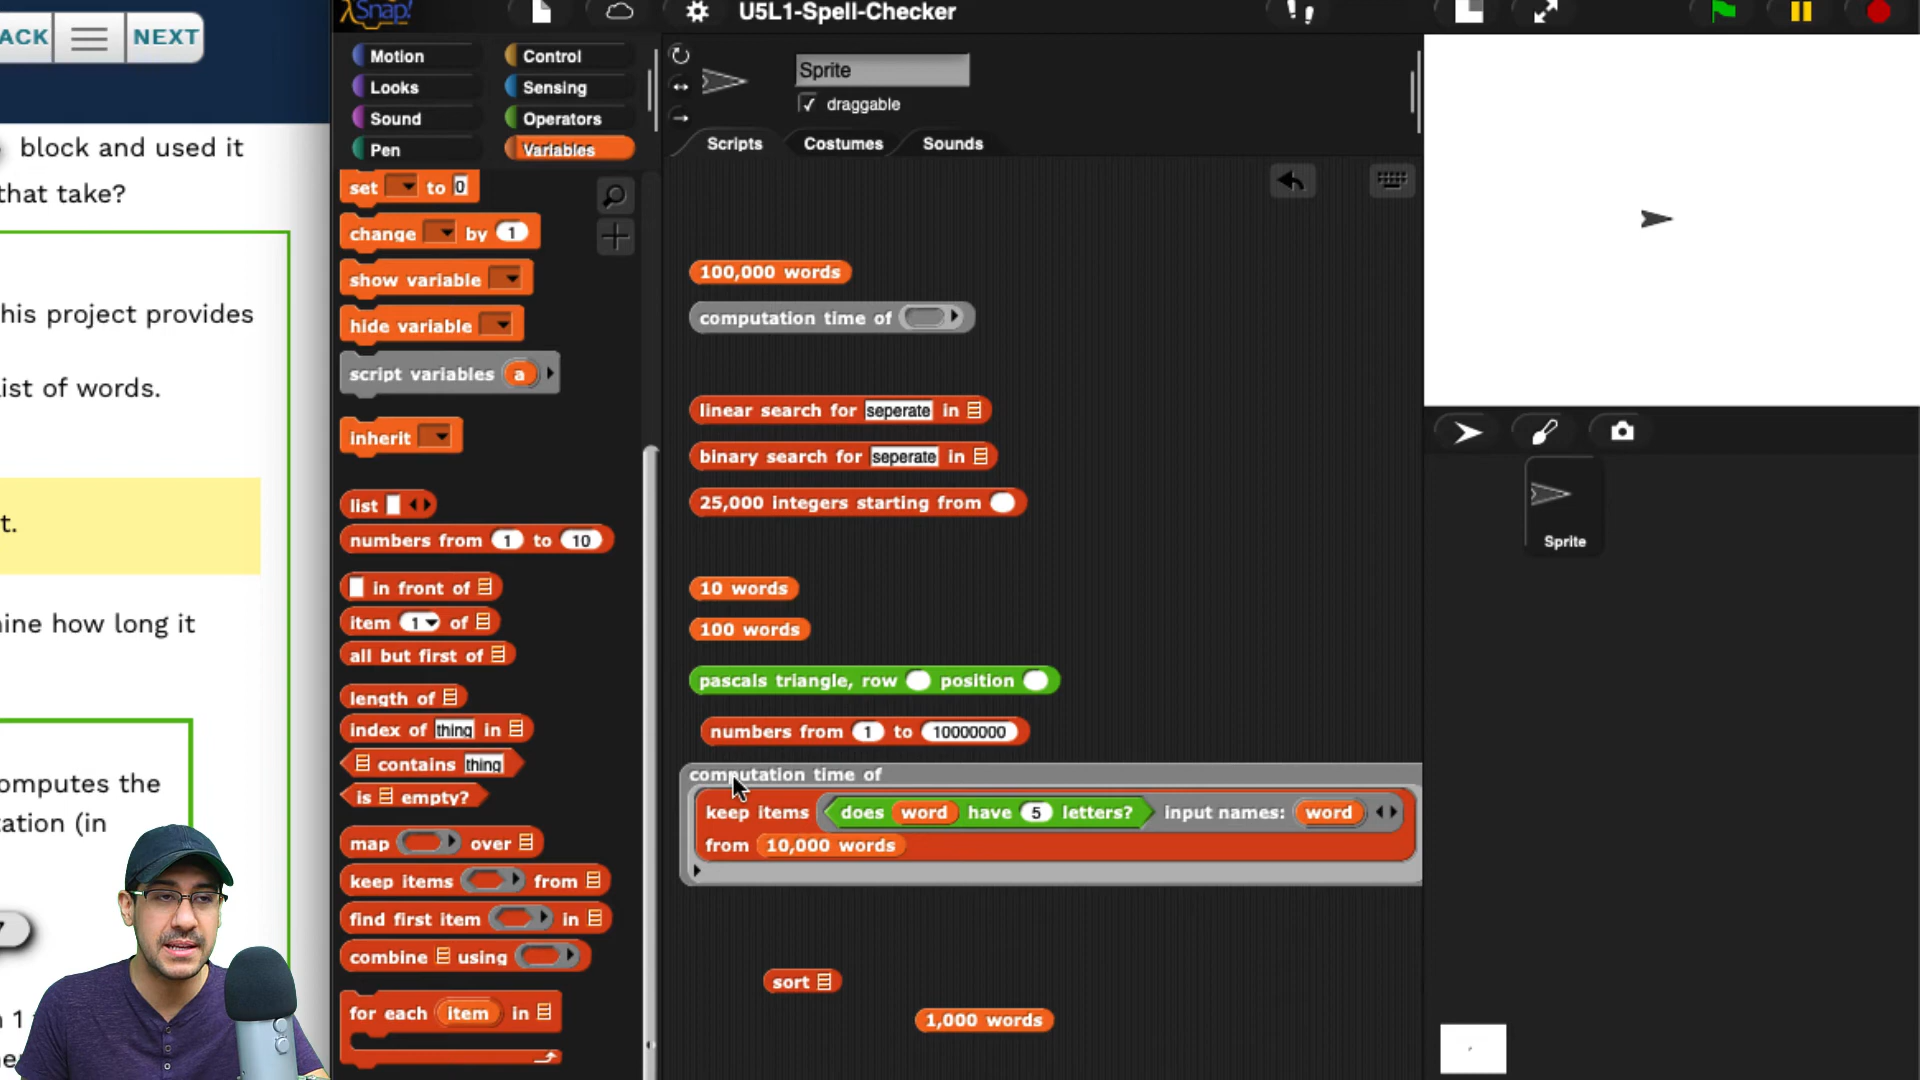 ACK
NEXT
block and used it
that take?
his project provides
ist of words.
t.
ine how long it
omputes the
ation (in
n 1
λSnap!
U5L1-Spell-Checker
Motion
Control
Looks
Sensing
Sound
Operators
Pen
Variables
set to 0
change by 1
show variable
hide variable
script variables a
inherit
list
numbers from 1 to 10
in front of
item 1 of
all but first of
length of
index of thing in
contains thing
is empty?
map over
keep items from
find first item in
combine using
for each item in
Sprite
draggable
Scripts
Costumes
Sounds
100,000 words
computation time of
linear search for seperate in
binary search for seperate in
25,000 integers starting from
10 words
100 words
pascals triangle, row position
numbers from 1 to 10000000
computation time of
keep items does word have 5 letters? input names: word
from 10,000 words
sort
1,000 words
Sprite